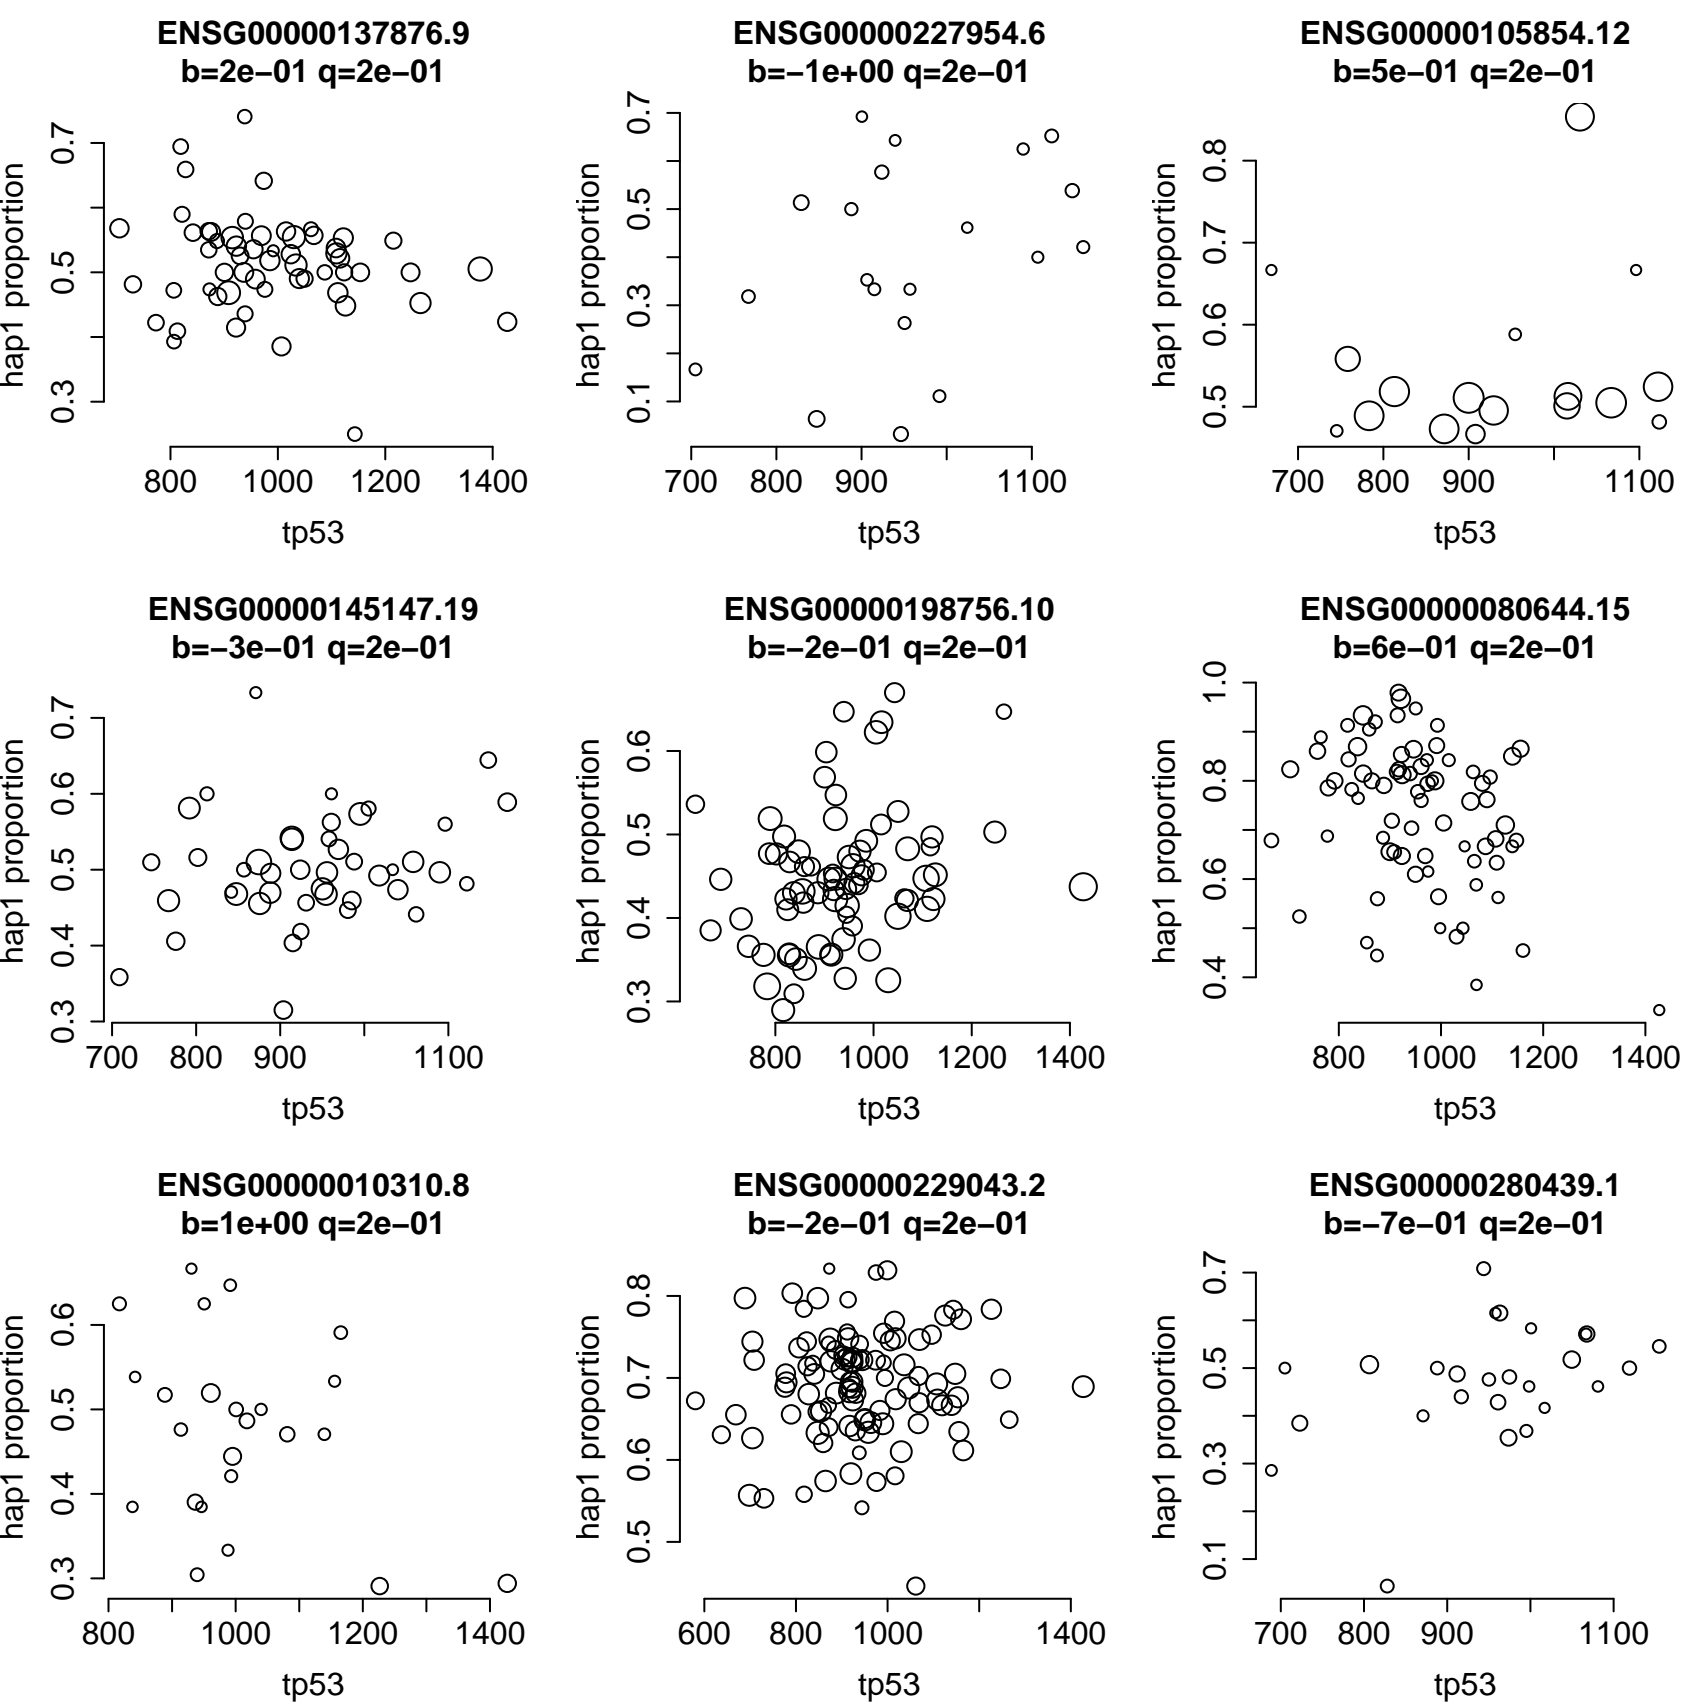 ENSG00000137876.9
b=2e−01 q=2e−01
hap1 proportion
0.3 0.5 0.7
800 1000 1200 1400
tp53
ENSG00000227954.6
b=−1e+00 q=2e−01
hap1 proportion
0.1 0.3 0.5 0.7
700 800 900 1100
tp53
ENSG00000105854.12
b=5e−01 q=2e−01
hap1 proportion
0.5 0.6 0.7 0.8
700 800 900 1100
tp53
ENSG00000145147.19
b=−3e−01 q=2e−01
hap1 proportion
0.3 0.4 0.5 0.6 0.7
700 800 900 1100
tp53
ENSG00000198756.10
b=−2e−01 q=2e−01
hap1 proportion
0.3 0.4 0.5 0.6
800 1000 1200 1400
tp53
ENSG00000080644.15
b=6e−01 q=2e−01
hap1 proportion
0.4 0.6 0.8 1.0
800 1000 1200 1400
tp53
ENSG00000010310.8
b=1e+00 q=2e−01
hap1 proportion
0.3 0.4 0.5 0.6
800 1000 1200 1400
tp53
ENSG00000229043.2
b=−2e−01 q=2e−01
hap1 proportion
0.5 0.6 0.7 0.8
600 800 1000 1400
tp53
ENSG00000280439.1
b=−7e−01 q=2e−01
hap1 proportion
0.1 0.3 0.5 0.7
700 800 900 1100
tp53